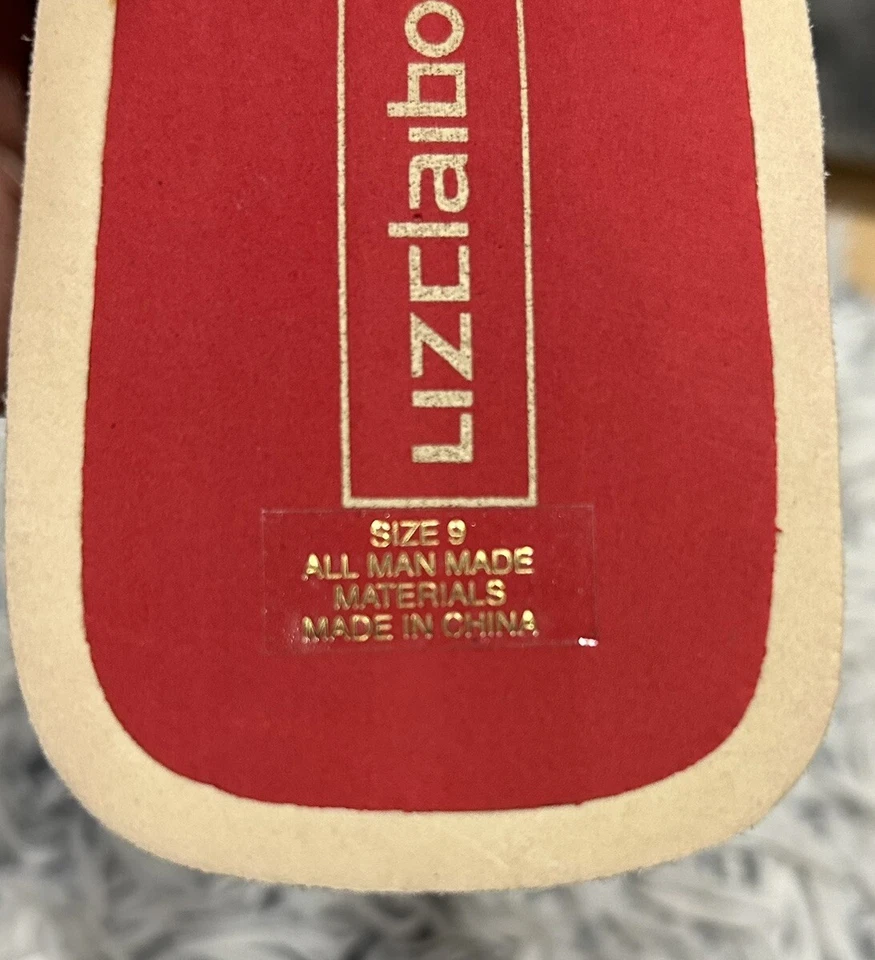 LIZclaibo
SIZE 9
ALL MAN MADE
MATERIALS
MADE IN CHINA